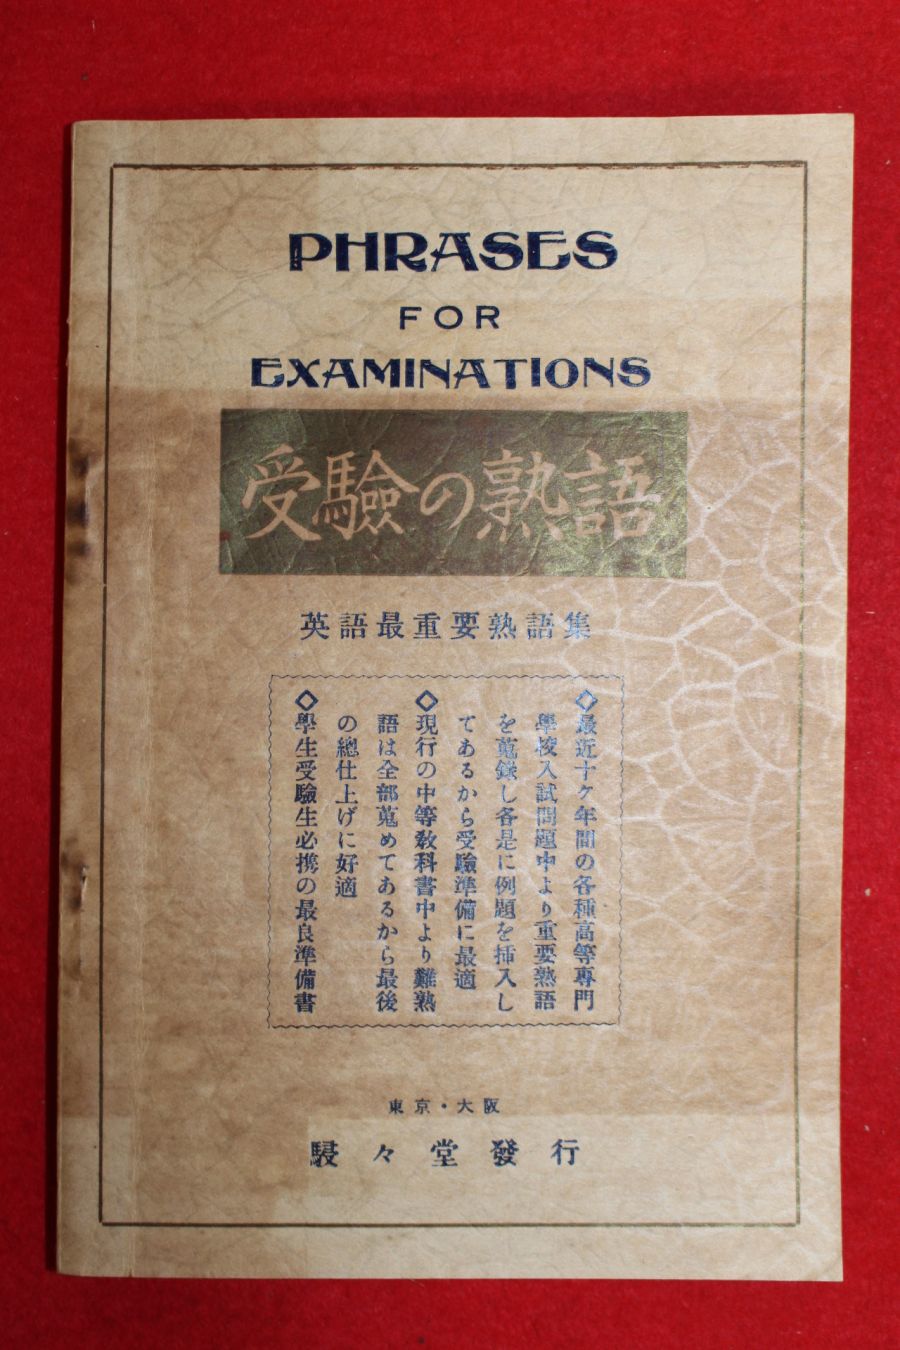 PHRASES
FOR
EXAMINATIONS
受驗の熟語
英語最重要熟語集
◇最近十ケ年間の各種高等專門
學校入試問題中より重要熟語
を蒐錄し各是に例題を挿入し
てあるから受驗準備に最適
◇現行の中等教科書中より難熟
語は全部蒐めてあるから最後
の總仕上げに好適
◇學生受驗生必携の最良準備書
東京・大阪
駸々堂發行